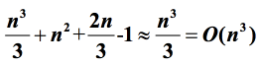 n³/3 + n² + 2n/3 - 1 ≈ n³/3 = O(n³)